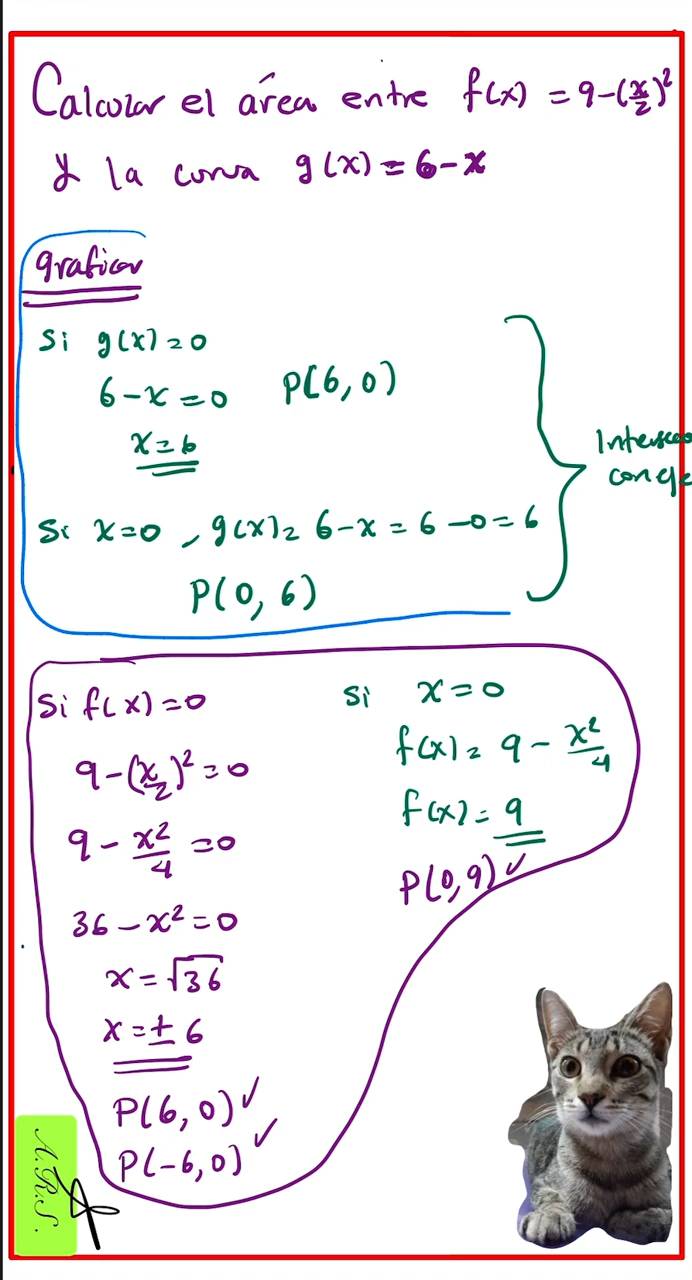 Calcular el área entre f(x) = 9-(x/2)²
y la curva g(x) = 6-x
graficar
Si g(x) = 0
6-x = 0 P(6,0)
x = 6
Si x=0, g(x) = 6-x = 6-0 = 6
P(0,6)
con eje
Si f(x) = 0
9-(x/2)² = 0
9 - x²/4 = 0
36 - x² = 0
x = √36
x = ± 6
P(6,0) ✓
P(-6,0) ✓
Si x = 0
f(x) = 9 - x²/4
f(x) = 9
P(0,9) ✓
A.R.S.